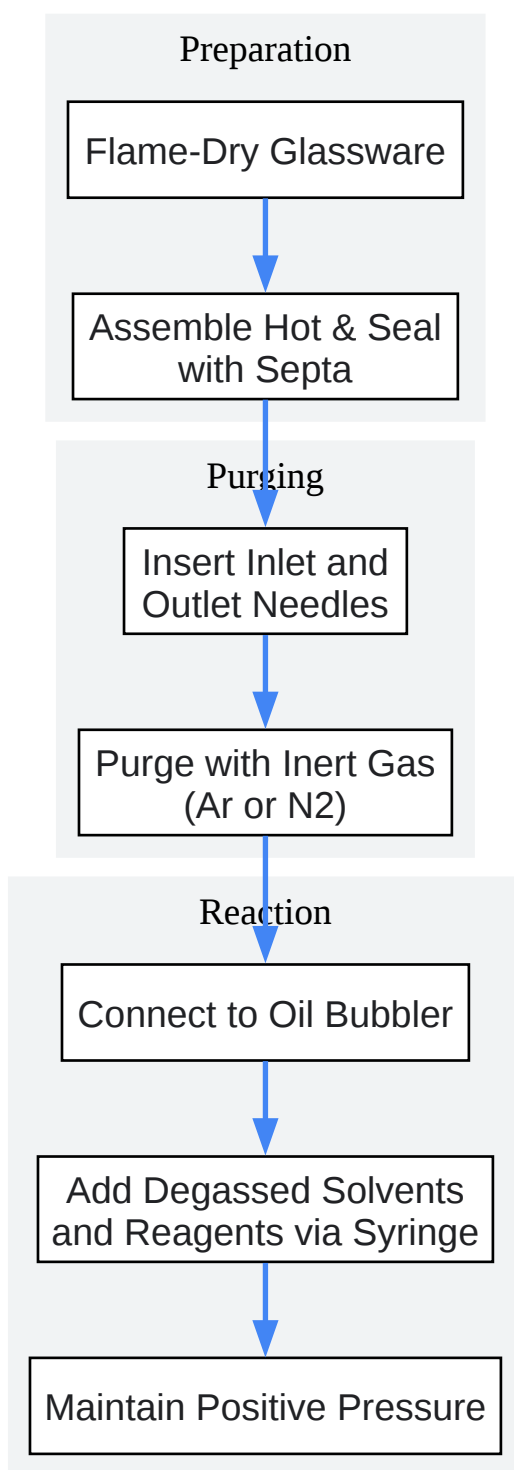 Preparation
Flame-Dry Glassware
Assemble Hot & Seal
with Septa
Purging
Insert Inlet and
Outlet Needles
Purge with Inert Gas
(Ar or N2)
Reaction
Connect to Oil Bubbler
Add Degassed Solvents
and Reagents via Syringe
Maintain Positive Pressure